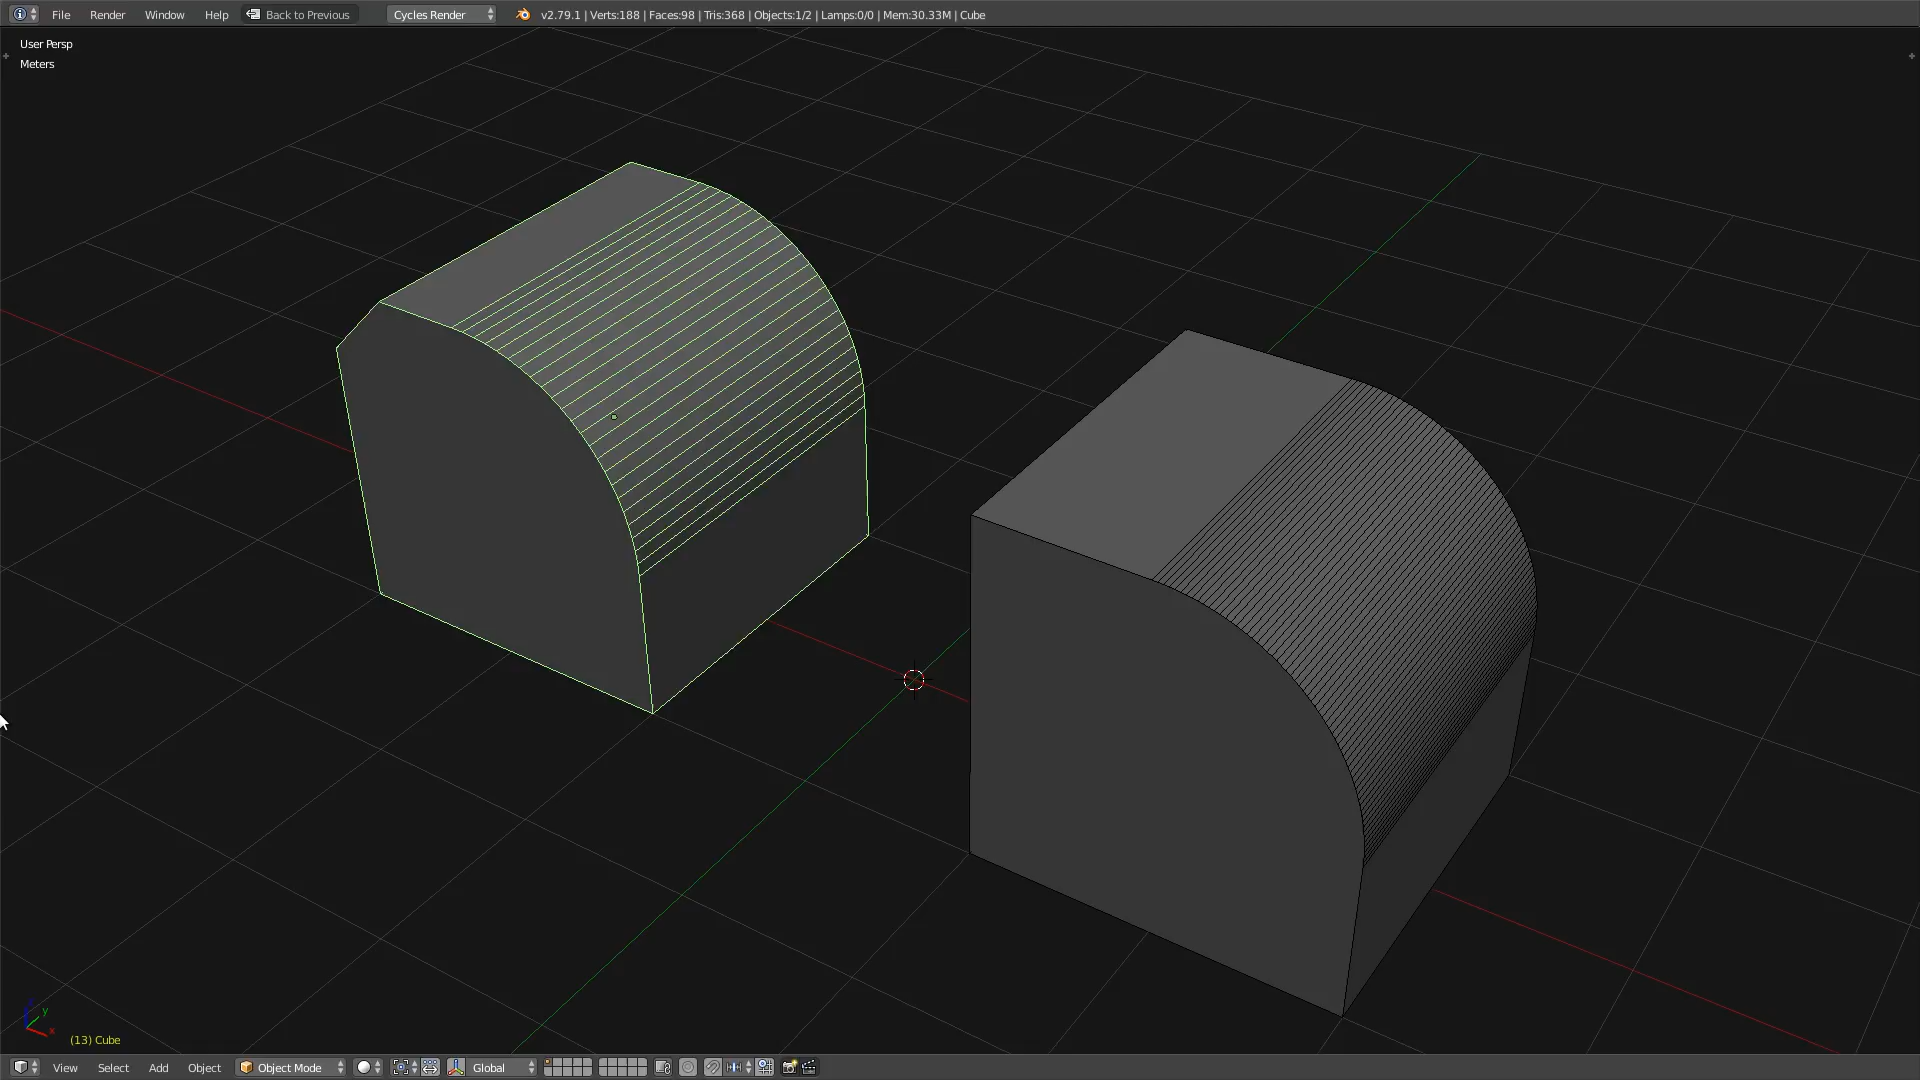 File Render Window Help Back to Previous Cycles Render v2.79.1 | Verts:188 | Faces:98 | Tris:368 | Objects:1/2 | Lamps:0/0 | Mem:30.33M | Cube
User Persp
Meters
y
x
(13) Cube
View Select Add Object Object Mode Global